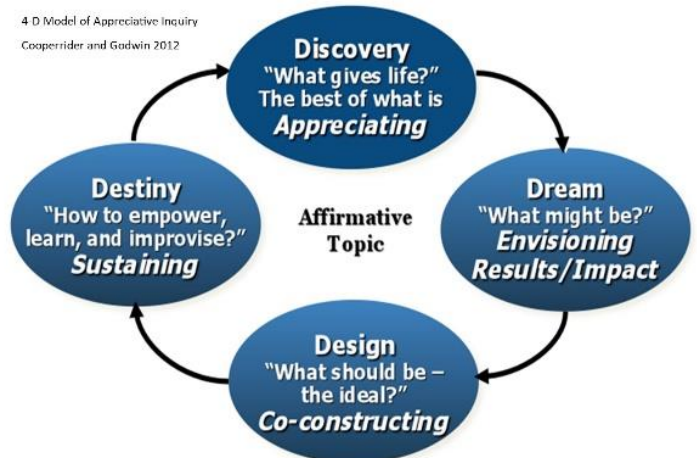 4-D Model of Appreciative Inquiry
Cooperrider and Godwin 2012
Discovery
“What gives life?”
The best of what is
Appreciating
Dream
“What might be?”
Envisioning
Results/Impact
Design
“What should be –
the ideal?”
Co-constructing
Destiny
“How to empower,
learn, and improvise?”
Sustaining
Affirmative
Topic